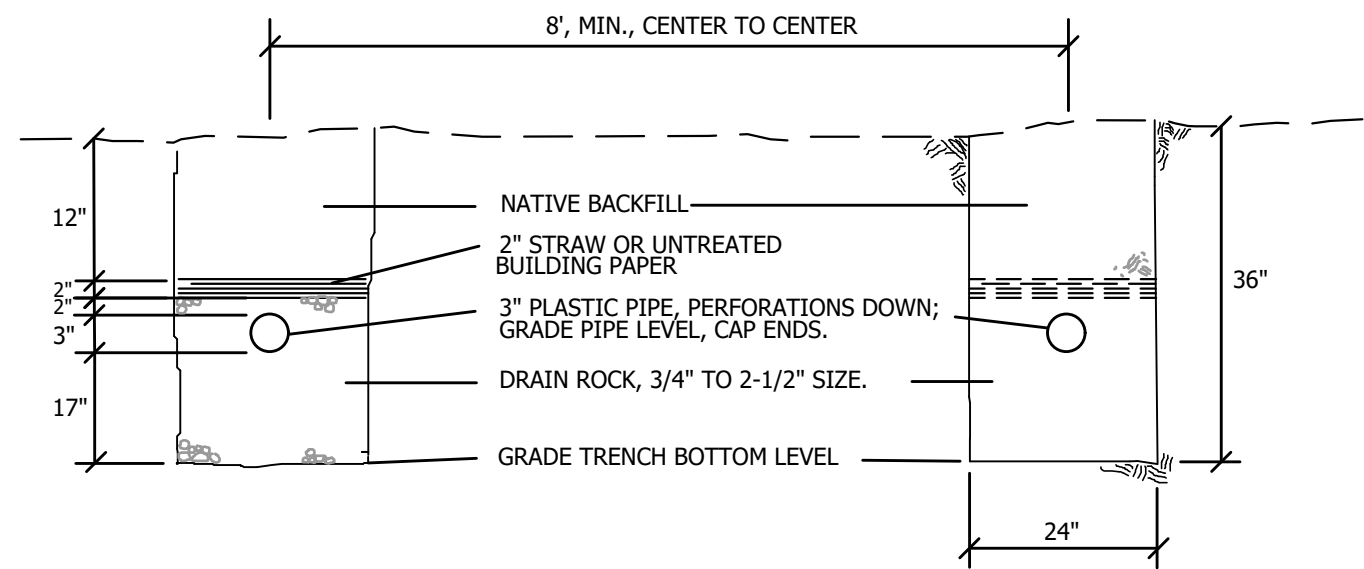 8', MIN., CENTER TO CENTER
12"
2"
2"
3"
17"
NATIVE BACKFILL
2" STRAW OR UNTREATED
BUILDING PAPER
3" PLASTIC PIPE, PERFORATIONS DOWN;
GRADE PIPE LEVEL, CAP ENDS.
DRAIN ROCK, 3/4" TO 2-1/2" SIZE.
GRADE TRENCH BOTTOM LEVEL
36"
24"